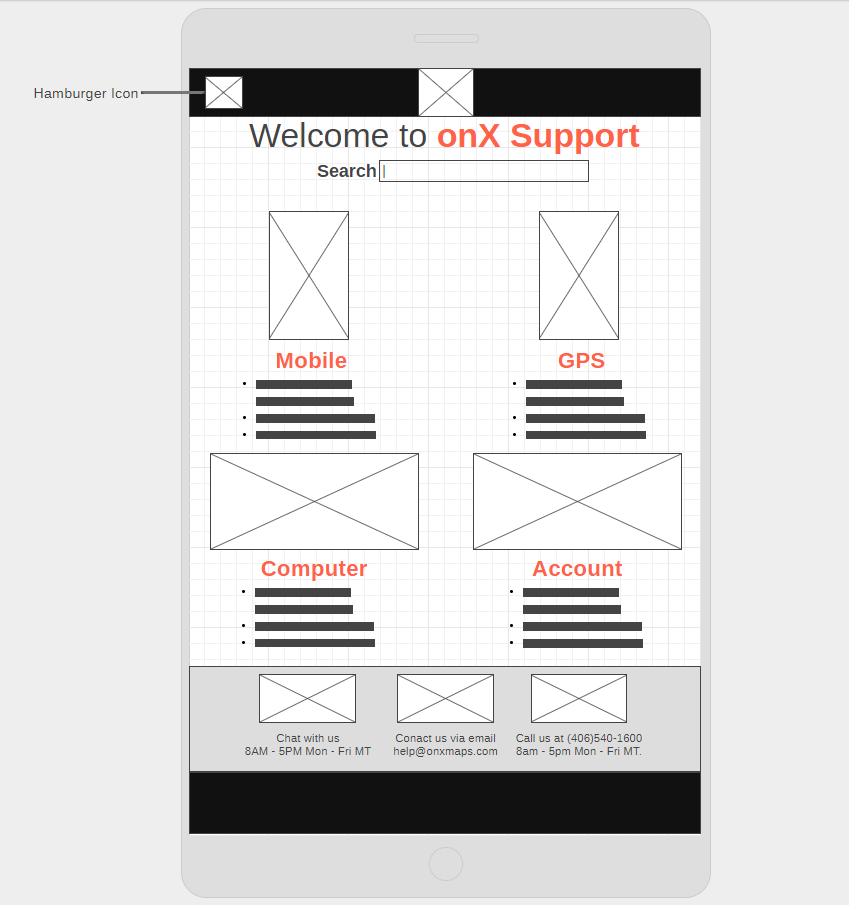 Hamburger Icon
Welcome to onX Support
Search
Mobile
GPS
Computer
Account
Chat with us
8AM - 5PM Mon - Fri MT
Conact us via email
help@onxmaps.com
Call us at (406)540-1600
8am - 5pm Mon - Fri MT.